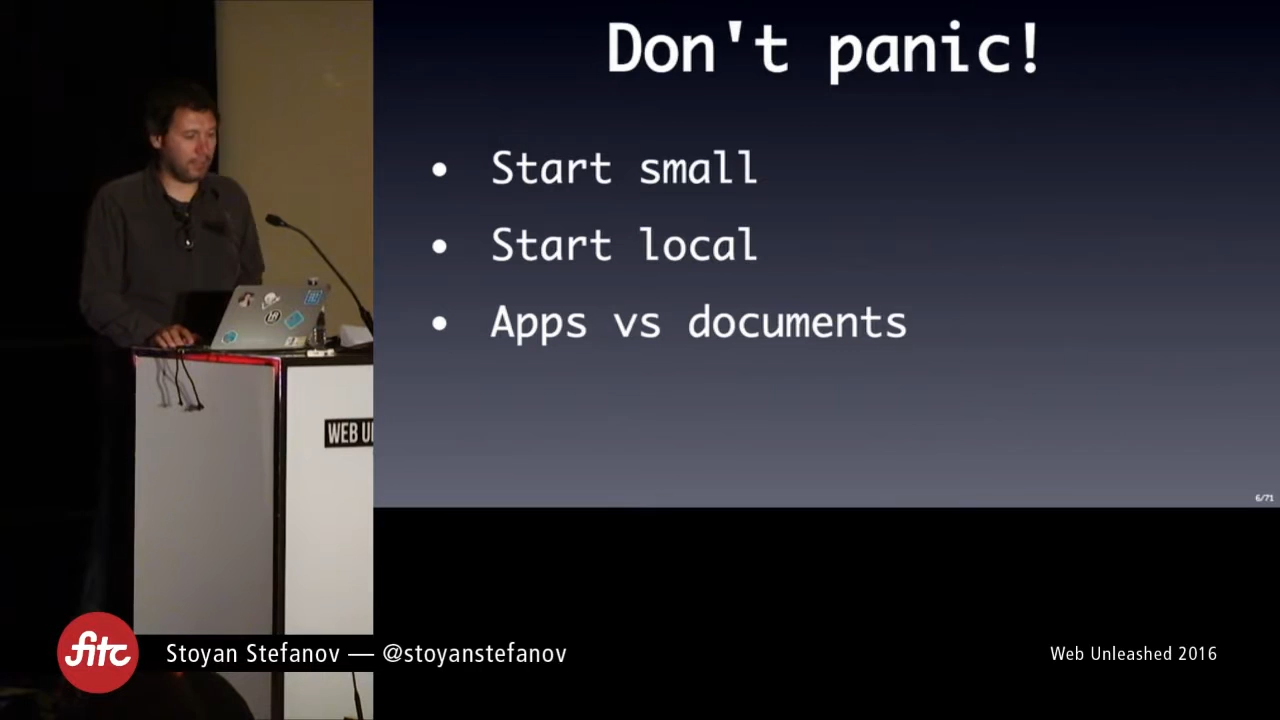 Don't panic!
• Start small
• Start local
• Apps vs documents
6/71
WEB U
fitc
Stoyan Stefanov — @stoyanstefanov
Web Unleashed 2016